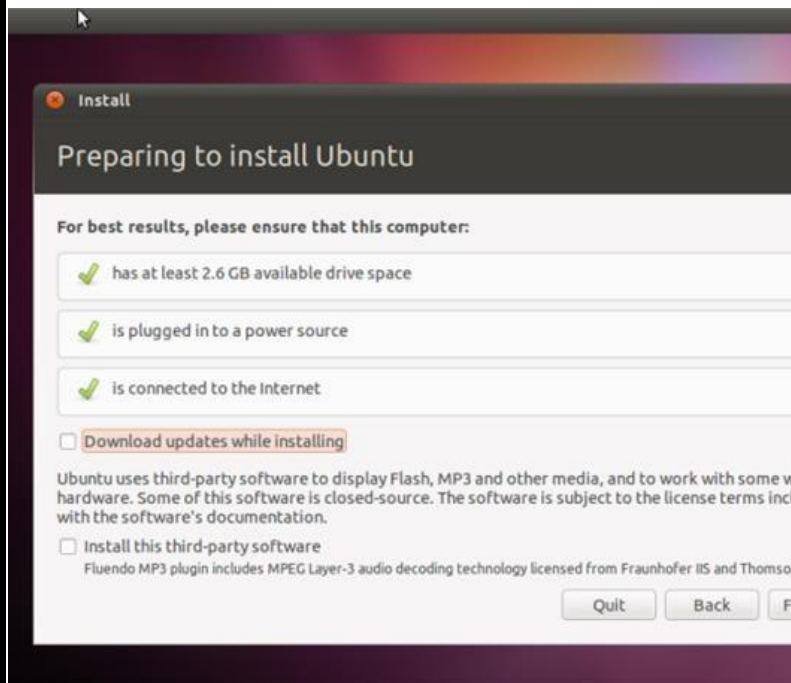 Install
Preparing to install Ubuntu
For best results, please ensure that this computer:
has at least 2.6 GB available drive space
is plugged in to a power source
is connected to the Internet
Download updates while installing
Ubuntu uses third-party software to display Flash, MP3 and other media, and to work with some
hardware. Some of this software is closed-source. The software is subject to the license terms
with the software's documentation.
Install this third-party software
Fluendo MP3 plugin includes MPEG Layer-3 audio decoding technology licensed from Fraunhofer IIS and
Quit Back